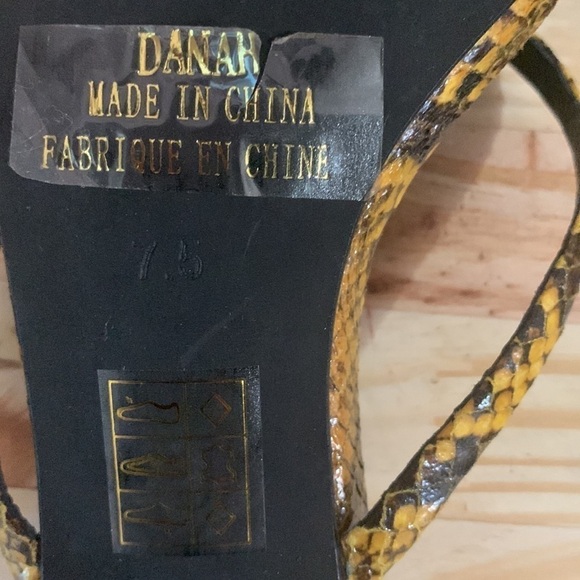 DANAH
MADE IN CHINA
FABRIQUE EN CHINE
7.5